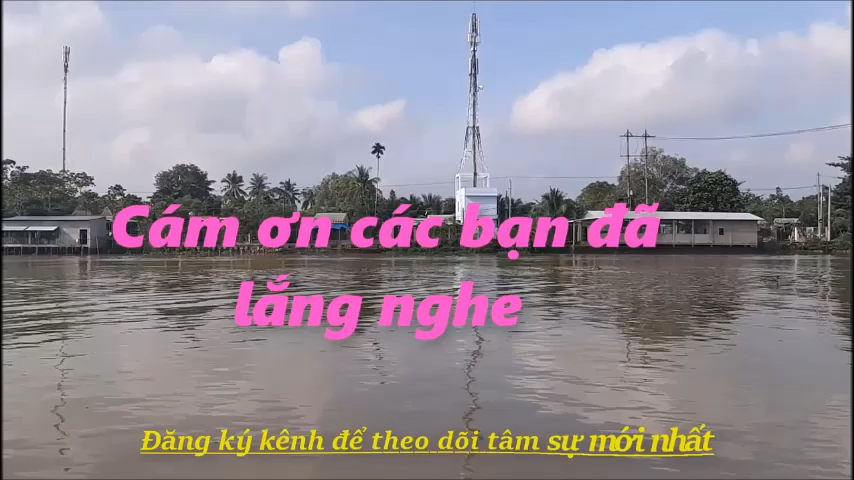 Cám ơn các bạn đã
lắng nghe
Đăng ký kênh để theo dõi tâm sự mới nhất